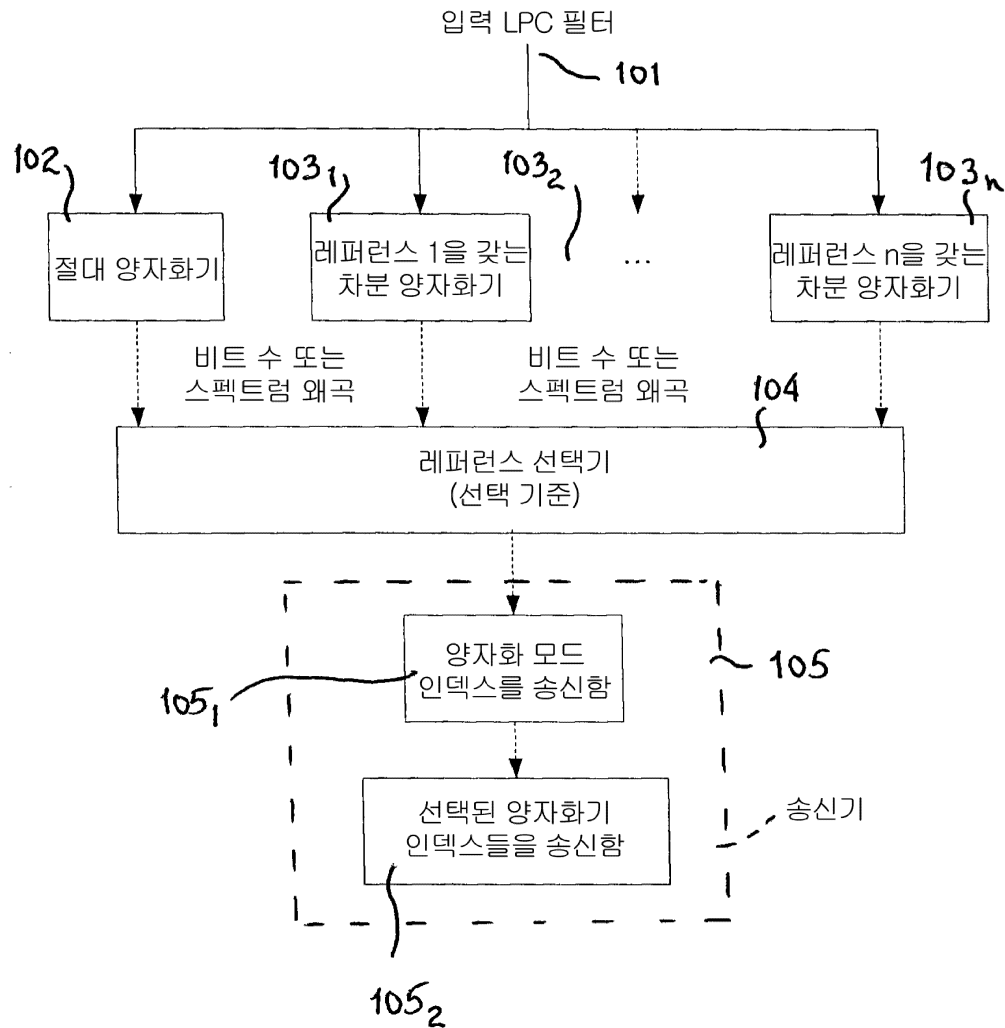 입력 LPC 필터
101
102
103₁
103₂
103ₙ
절대 양자화기
레퍼런스 1을 갖는
차분 양자화기
...
레퍼런스 n을 갖는
차분 양자화기
비트 수 또는
스펙트럼 왜곡
비트 수 또는
스펙트럼 왜곡
104
레퍼런스 선택기
(선택 기준)
양자화 모드
인덱스를 송신함
105
105₁
선택된 양자화기
인덱스들을 송신함
송신기
105₂